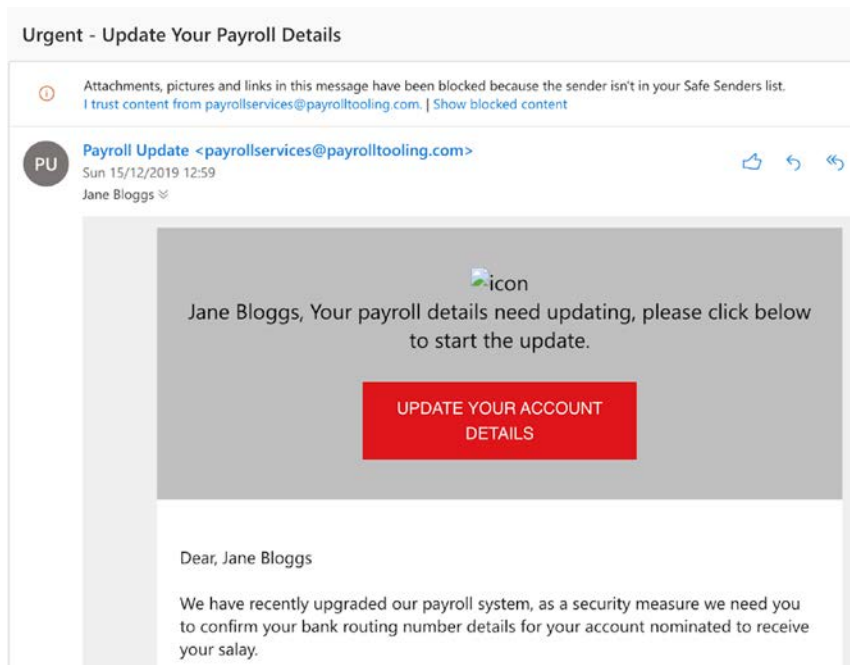 Urgent - Update Your Payroll Details
Attachments, pictures and links in this message have been blocked because the sender isn't in your Safe Senders list.
I trust content from payrollservices@payrolltooling.com. | Show blocked content
PU
Payroll Update <payrollservices@payrolltooling.com>
Sun 15/12/2019 12:59
Jane Bloggs
icon
Jane Bloggs, Your payroll details need updating, please click below
to start the update.
UPDATE YOUR ACCOUNT
DETAILS
Dear, Jane Bloggs
We have recently upgraded our payroll system, as a security measure we need you
to confirm your bank routing number details for your account nominated to receive
your salay.